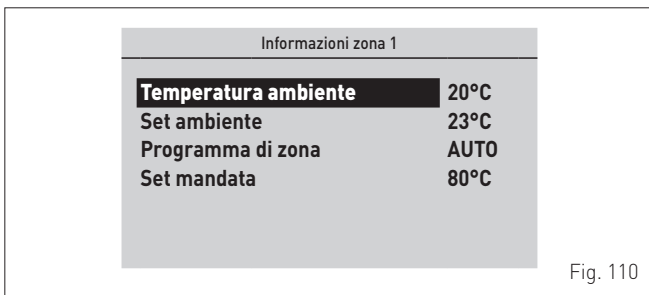 Informazioni zona 1
Temperatura ambiente 20°C
Set ambiente 23°C
Programma di zona AUTO
Set mandata 80°C
Fig. 110